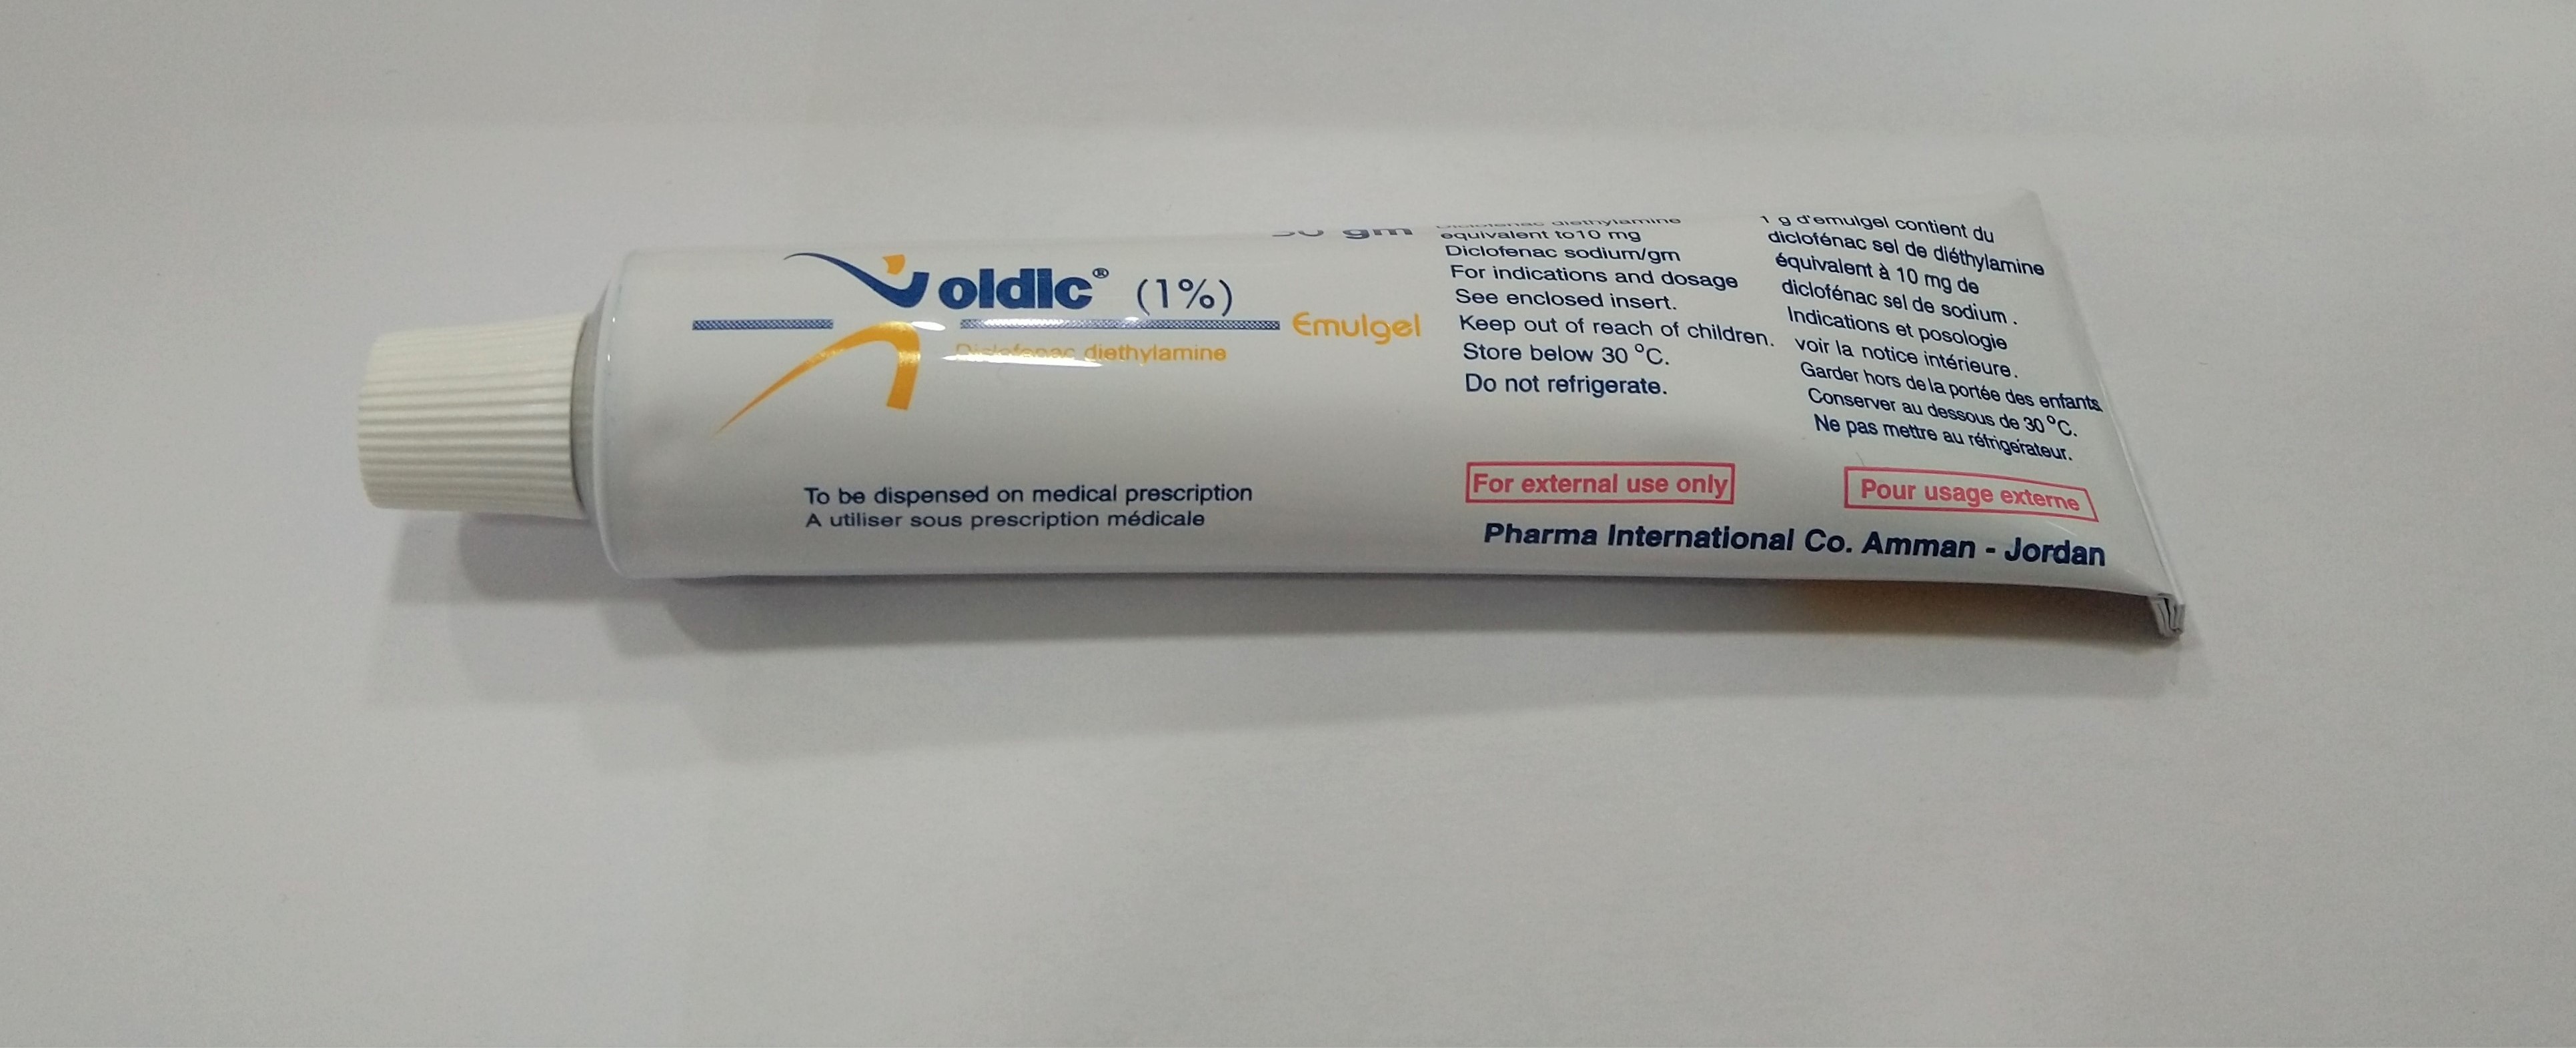 Voldic® (1%)
Emulgel
Diclofenac diethylamine
To be dispensed on medical prescription
A utiliser sous prescription médicale
gm
Diclofenac diethylamine
equivalent to10 mg
Diclofenac sodium/gm
For indications and dosage
See enclosed insert.
Keep out of reach of children.
Store below 30 °C.
Do not refrigerate.
For external use only
1 g d'emulgel contient du
diclofénac sel de diéthylamine
équivalent à 10 mg de
diclofénac sel de sodium .
Indications et posologie
voir la notice intérieure.
Garder hors de la portée des enfants.
Conserver au dessous de 30 °C.
Ne pas mettre au réfrigérateur.
Pour usage externe
Pharma International Co. Amman - Jordan